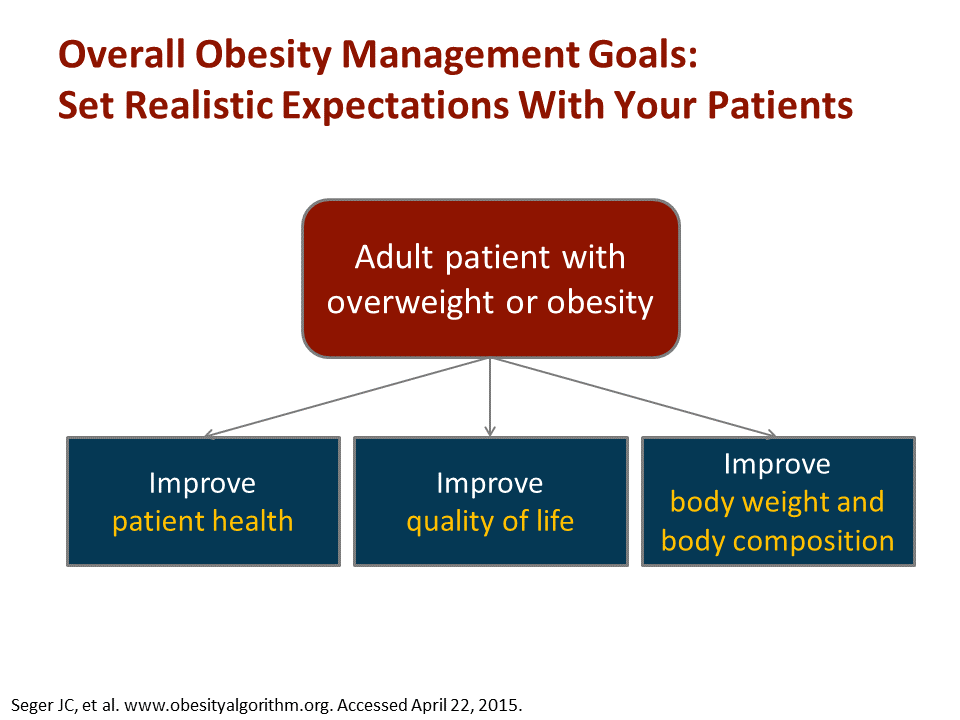 Overall Obesity Management Goals:
Set Realistic Expectations With Your Patients
Adult patient with
overweight or obesity
Improve
patient health
Improve
quality of life
Improve
body weight and
body composition
Seger JC, et al. www.obesityalgorithm.org. Accessed April 22, 2015.